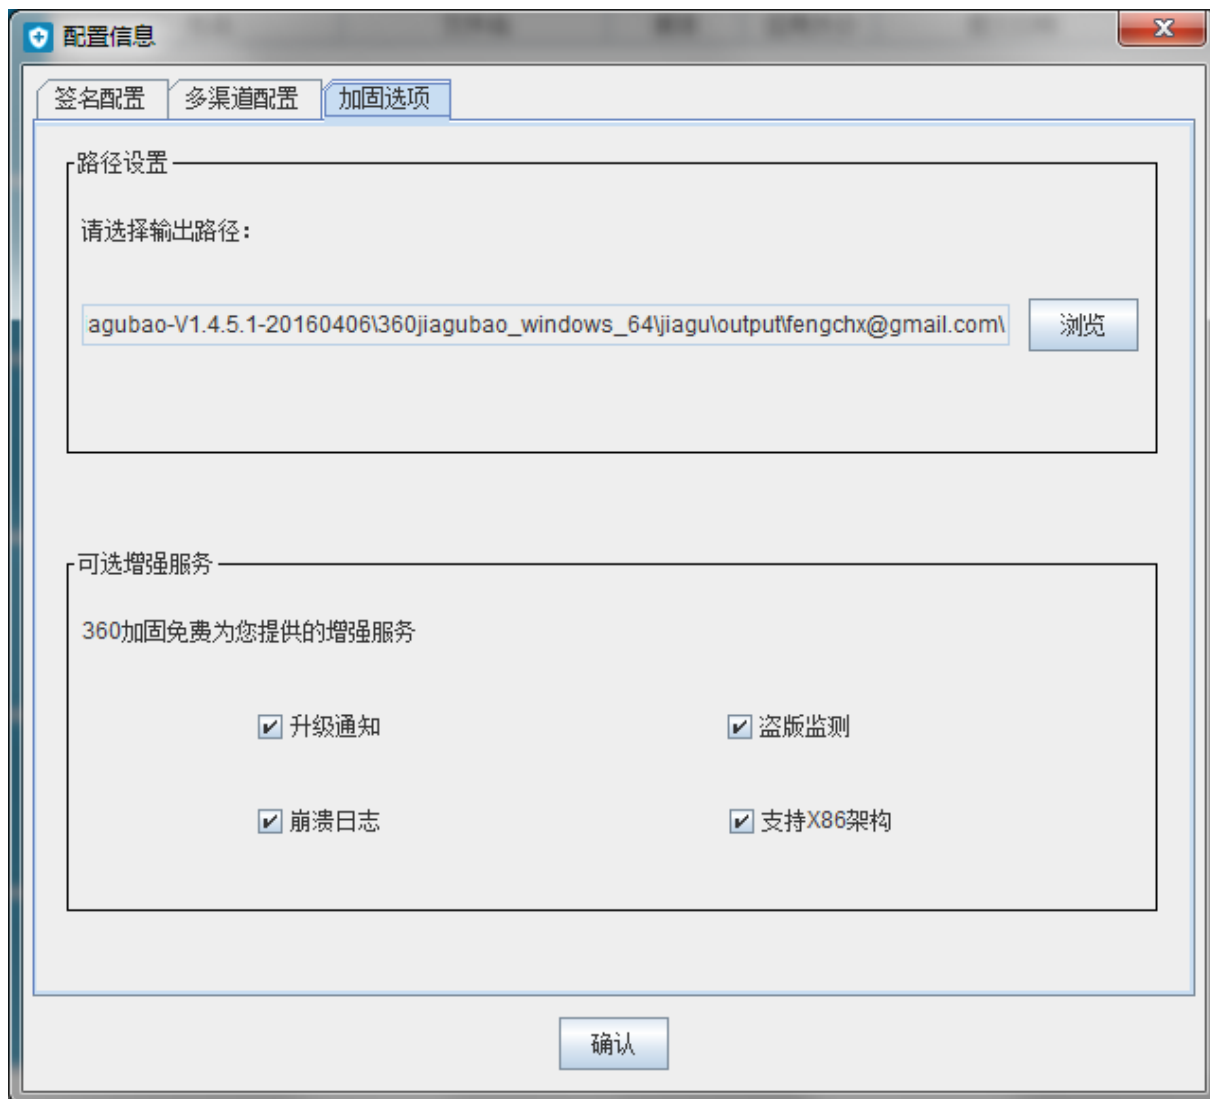 配置信息
签名配置 多渠道配置 加固选项
路径设置
请选择输出路径：
agubao-V1.4.5.1-20160406\360jiagubao_windows_64\jiagu\output\fengchx@gmail.com\ 浏览
可选增强服务
360加固免费为您提供的增强服务
升级通知 盗版监测
崩溃日志 支持X86架构
确认